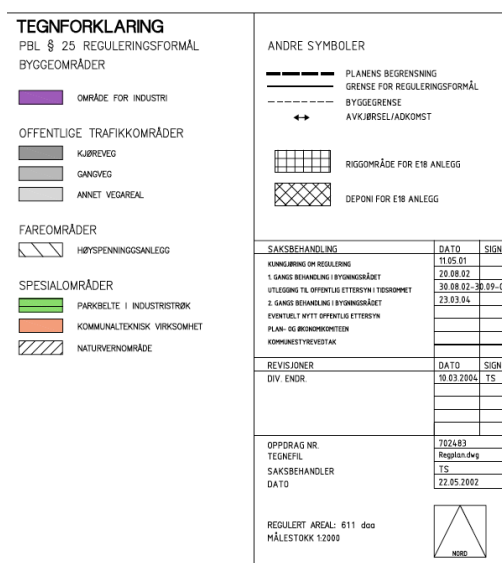 TEGNFORKLARING
PBL § 25 REGULERINGSFORMÅL
BYGGEOMRÅDER
OMRÅDE FOR INDUSTRI
OFFENTLIGE TRAFIKKOMRÅDER
KJØREVEG
GANGVEG
ANNET VEGAREAL
FAREOMRÅDER
HØYSPENNINGGSANLEGG
SPESIALOMRÅDER
PARKBELTE I INDUSTRISTRØK
KOMMUNALTEKNISK VIRKSOMHET
NATURVERNOMRÅDE
ANDRE SYMBOLER
PLANENS BEGRENSNING
GRENSE FOR REGULERINGSFORMÅL
BYGGEGRENSE
AVKJØRSEL/ADKOMST
RIGGOMRÅDE FOR E18 ANLEGG
DEPONI FOR E18 ANLEGG
SAKSBEHANDLING DATO SIGN
KUNNGJØRING OM REGULERING 11.05.01
1. GANGS BEHANDLING I BYGNINGSRÅDET 20.08.02
UTLEGGING TIL OFFENTLIG ETTERSYN I TIDSROMMET 30.08.02-30.09-0
2. GANGS BEHANDLING I BYGNINGSRÅDET 23.03.04
EVENTUELT NYTT OFFENTLIG ETTERSYN
PLAN- OG ØKONOMIKOMITEEN
KOMMUNESTYREVEDTAK
REVISJONER DATO SIGN
DIV. ENDR. 10.03.2004 TS
OPPDRAG NR. 702483
TEGNEFIL Regplan.dwg
SAKSBEHANDLER TS
DATO 22.05.2002
REGULERT AREAL: 611 daa
MÅLESTOKK 1:2000
NORD